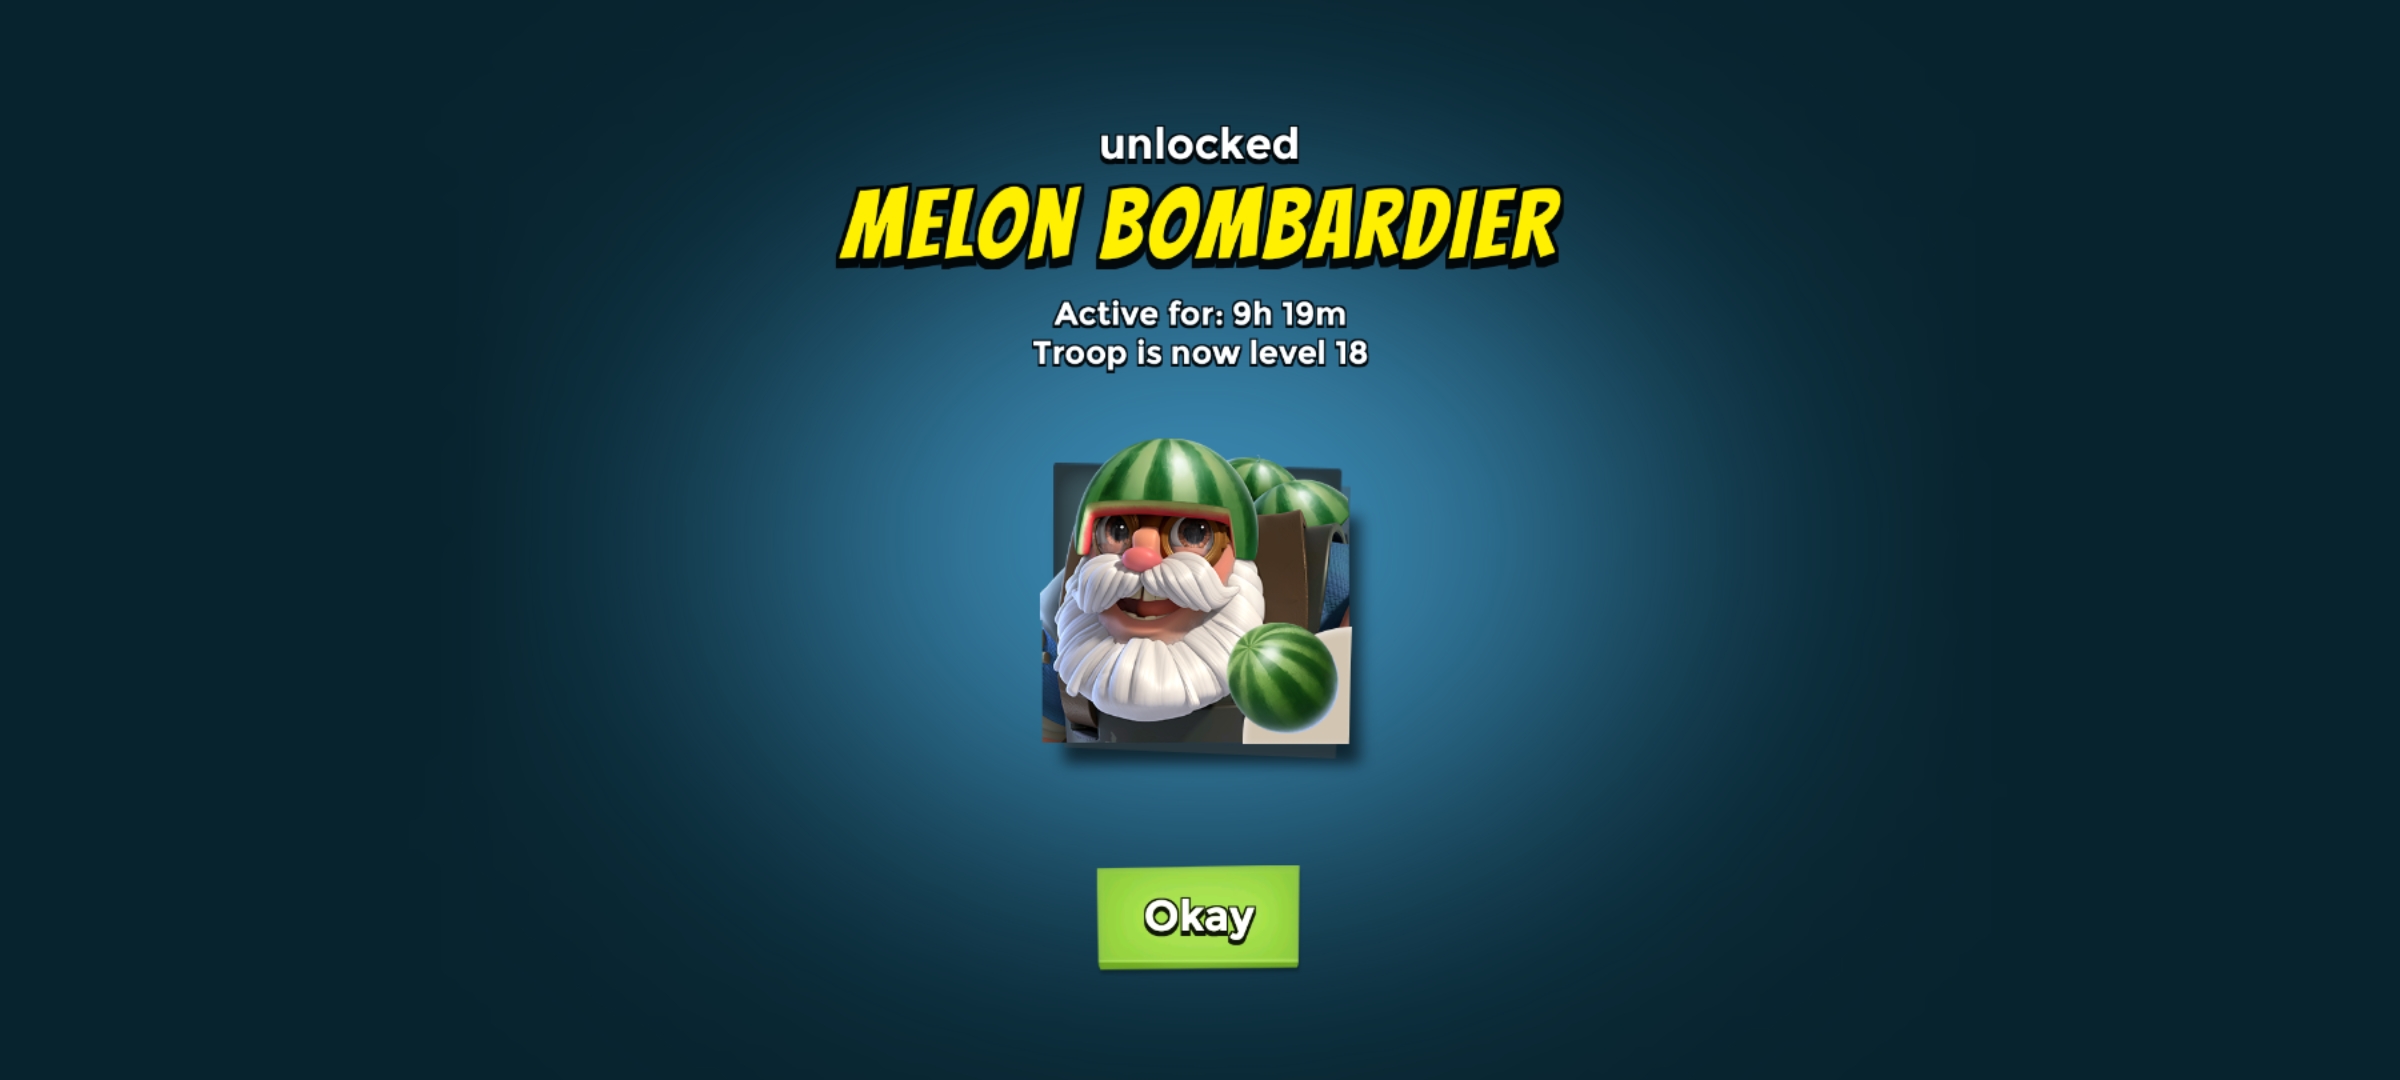 unlocked
MELON BOMBARDIER
Active for: 9h 19m
Troop is now level 18
Okay